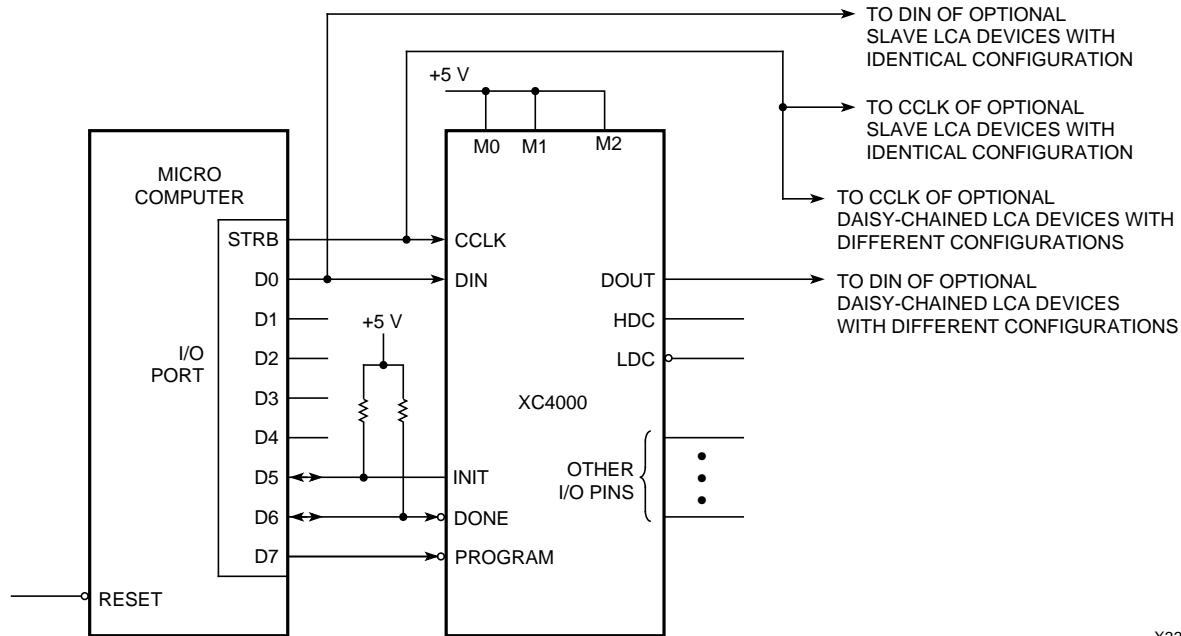 TO DIN OF OPTIONAL
SLAVE LCA DEVICES WITH
IDENTICAL CONFIGURATION
+5 V
TO CCLK OF OPTIONAL
SLAVE LCA DEVICES WITH
IDENTICAL CONFIGURATION
M0 M1 M2
MICRO
COMPUTER
TO CCLK OF OPTIONAL
DAISY-CHAINED LCA DEVICES WITH
DIFFERENT CONFIGURATIONS
STRB
CCLK
D0
DIN
DOUT
TO DIN OF OPTIONAL
DAISY-CHAINED LCA DEVICES
WITH DIFFERENT CONFIGURATIONS
D1
+5 V
HDC
I/O
PORT
D2
LDC
D3
XC4000
D4
D5
INIT
OTHER
I/O PINS
D6
DONE
D7
PROGRAM
RESET